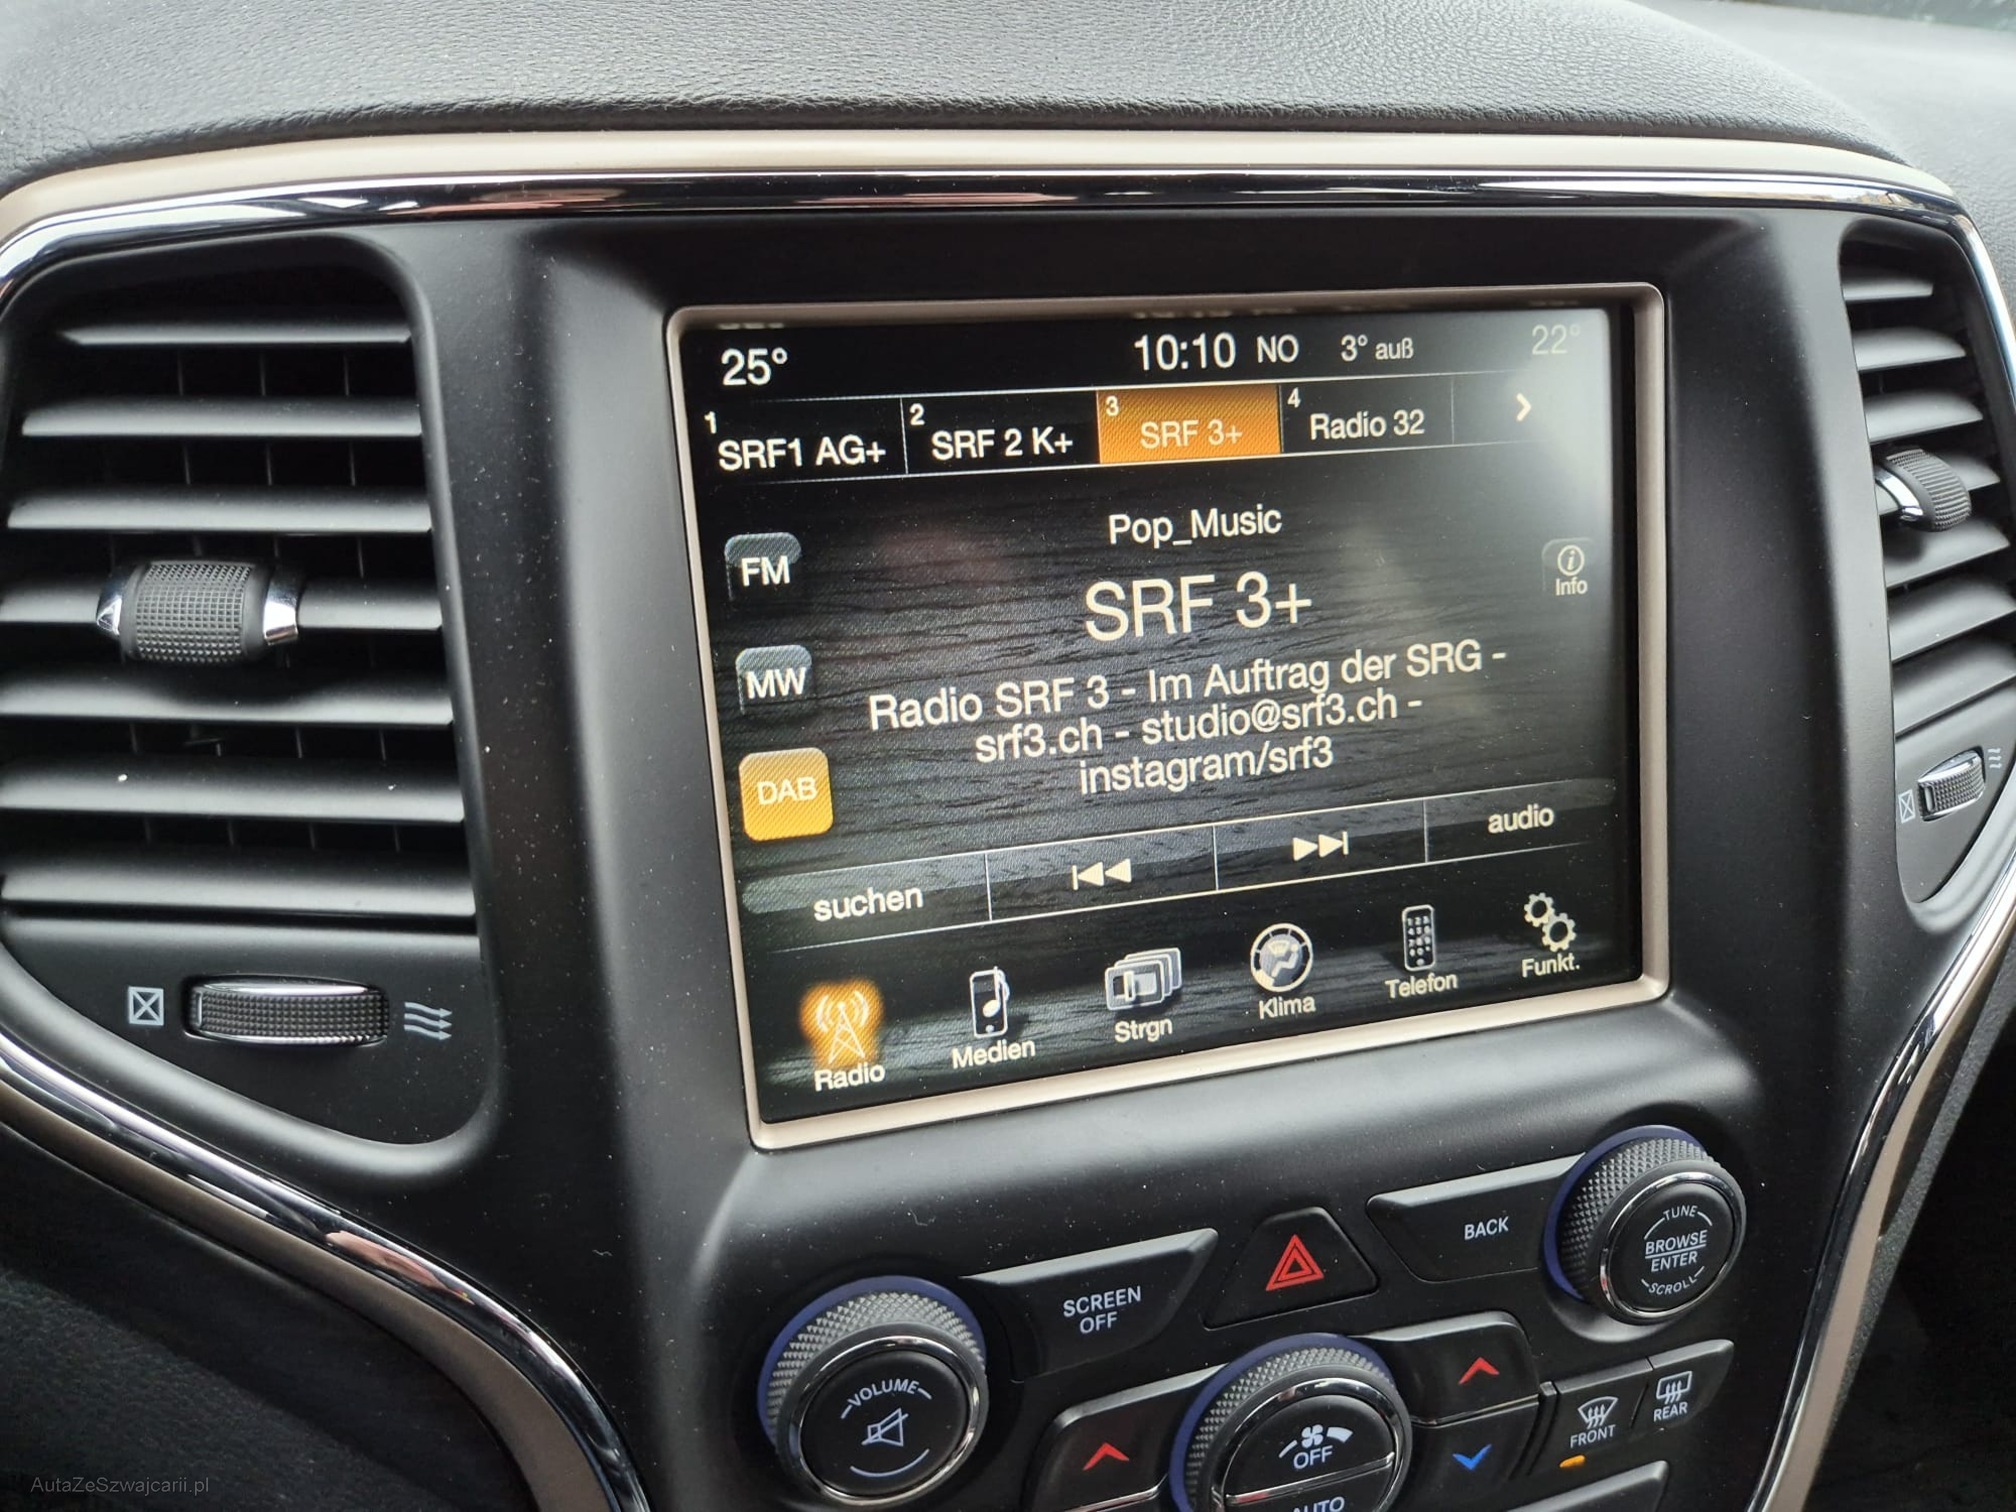 25°
10:10 NO 3° auß
22°
1 SRF1 AG+
2 SRF 2 K+
3 SRF 3+
4 Radio 32
Pop_Music
FM
SRF 3+
Info
MW
Radio SRF 3 - Im Auftrag der SRG -
srf3.ch - studio@srf3.ch -
instagram/srf3
DAB
suchen
audio
Radio
Medien
Strgn
Klima
Telefon
Funkt.
SCREEN
OFF
BACK
TUNE
BROWSE
ENTER
SCROLL
VOLUME
OFF
AUTO
FRONT
REAR
AutaZeSzwajcarii.pl